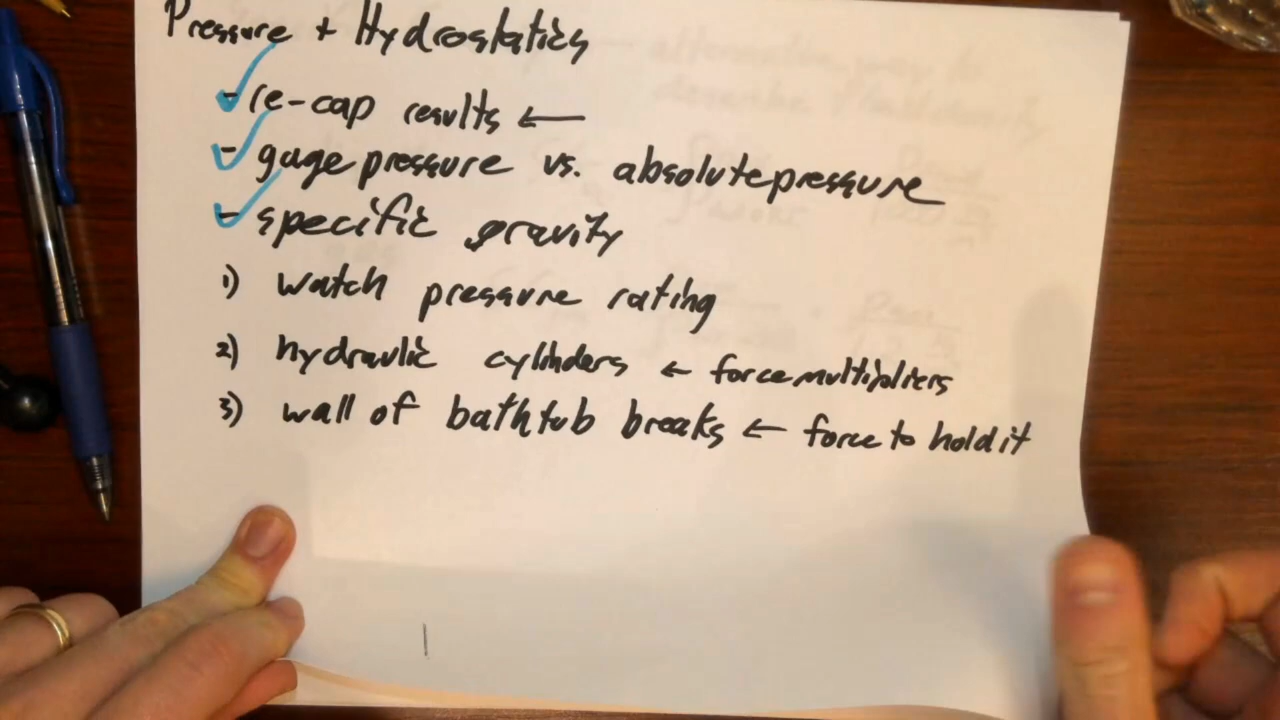 Pressure + Hydrostatics
- re-cap results ←
- gage pressure vs. absolute pressure
- specific gravity
1) watch pressure rating
2) hydraulic cylinders ← force multipliers
3) wall of bathtub breaks ← force to hold it